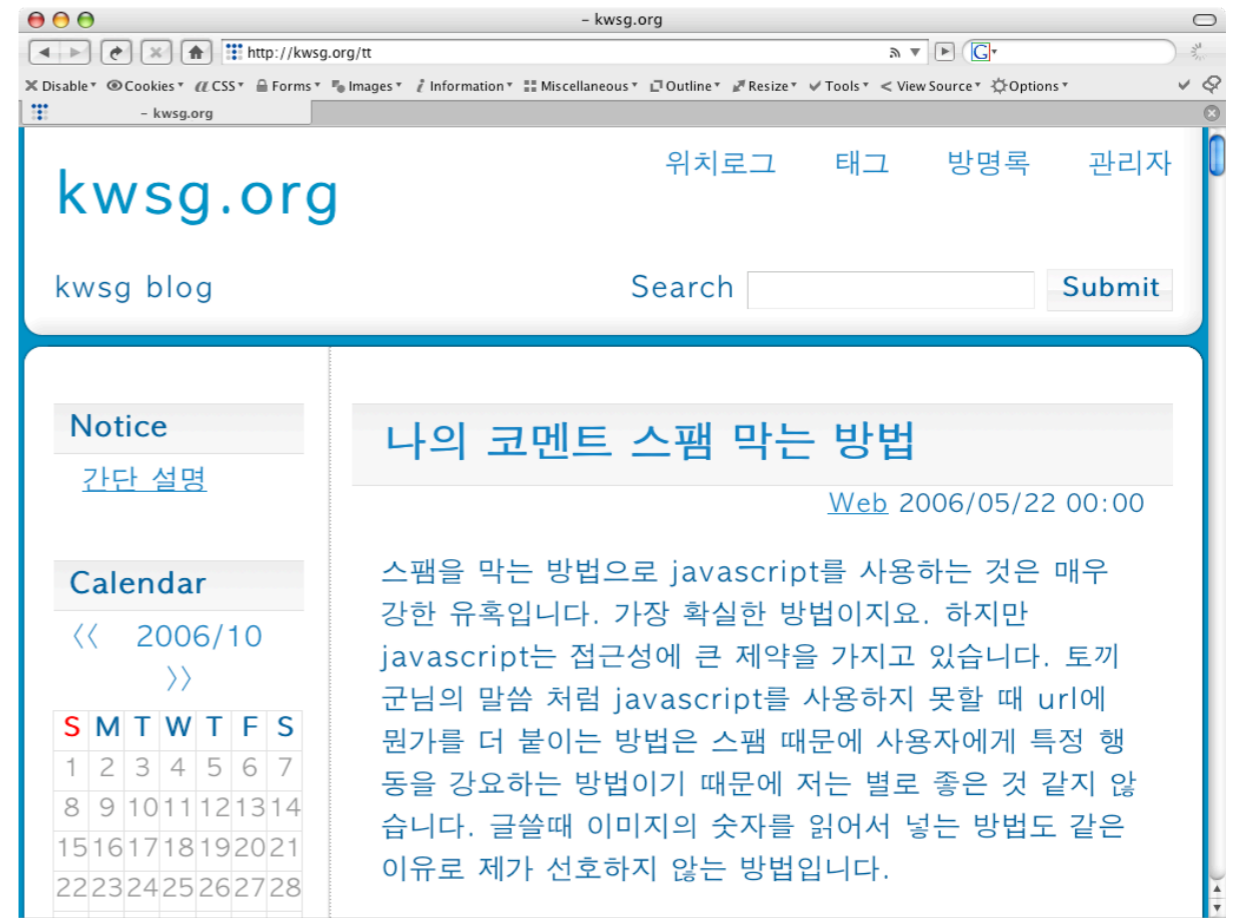 – kwsg.org
http://kwsg.org/tt
Disable Cookies CSS Forms Images Information Miscellaneous Outline Resize Tools View Source Options
– kwsg.org
위치로그 태그 방명록 관리자
kwsg.org
kwsg blog
Search Submit
Notice
간단 설명
Calendar
《 2006/10
》
S M T W T F S
1 2 3 4 5 6 7
8 9 10 11 12 13 14
15 16 17 18 19 20 21
22 23 24 25 26 27 28
나의 코멘트 스팸 막는 방법
Web 2006/05/22 00:00
스팸을 막는 방법으로 javascript를 사용하는 것은 매우
강한 유혹입니다. 가장 확실한 방법이지요. 하지만
javascript는 접근성에 큰 제약을 가지고 있습니다. 토끼
군님의 말씀 처럼 javascript를 사용하지 못할 때 url에
뭔가를 더 붙이는 방법은 스팸 때문에 사용자에게 특정 행
동을 강요하는 방법이기 때문에 저는 별로 좋은 것 같지 않
습니다. 글쓸때 이미지의 숫자를 읽어서 넣는 방법도 같은
이유로 제가 선호하지 않는 방법입니다.